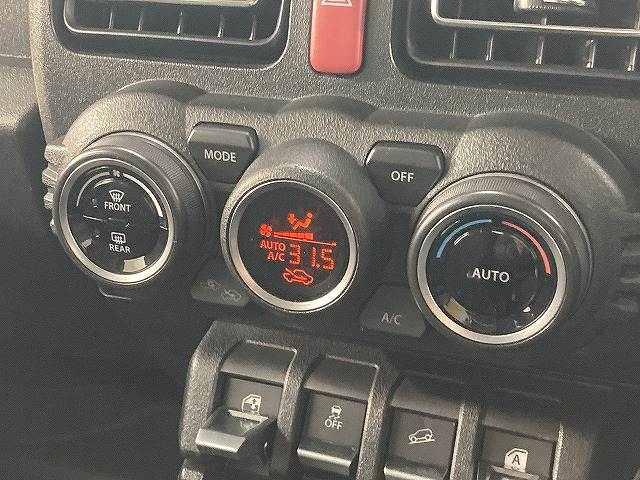 MODE
OFF
FRONT
REAR
AUTO
A/C
31.5
AUTO
A/C
OFF
A